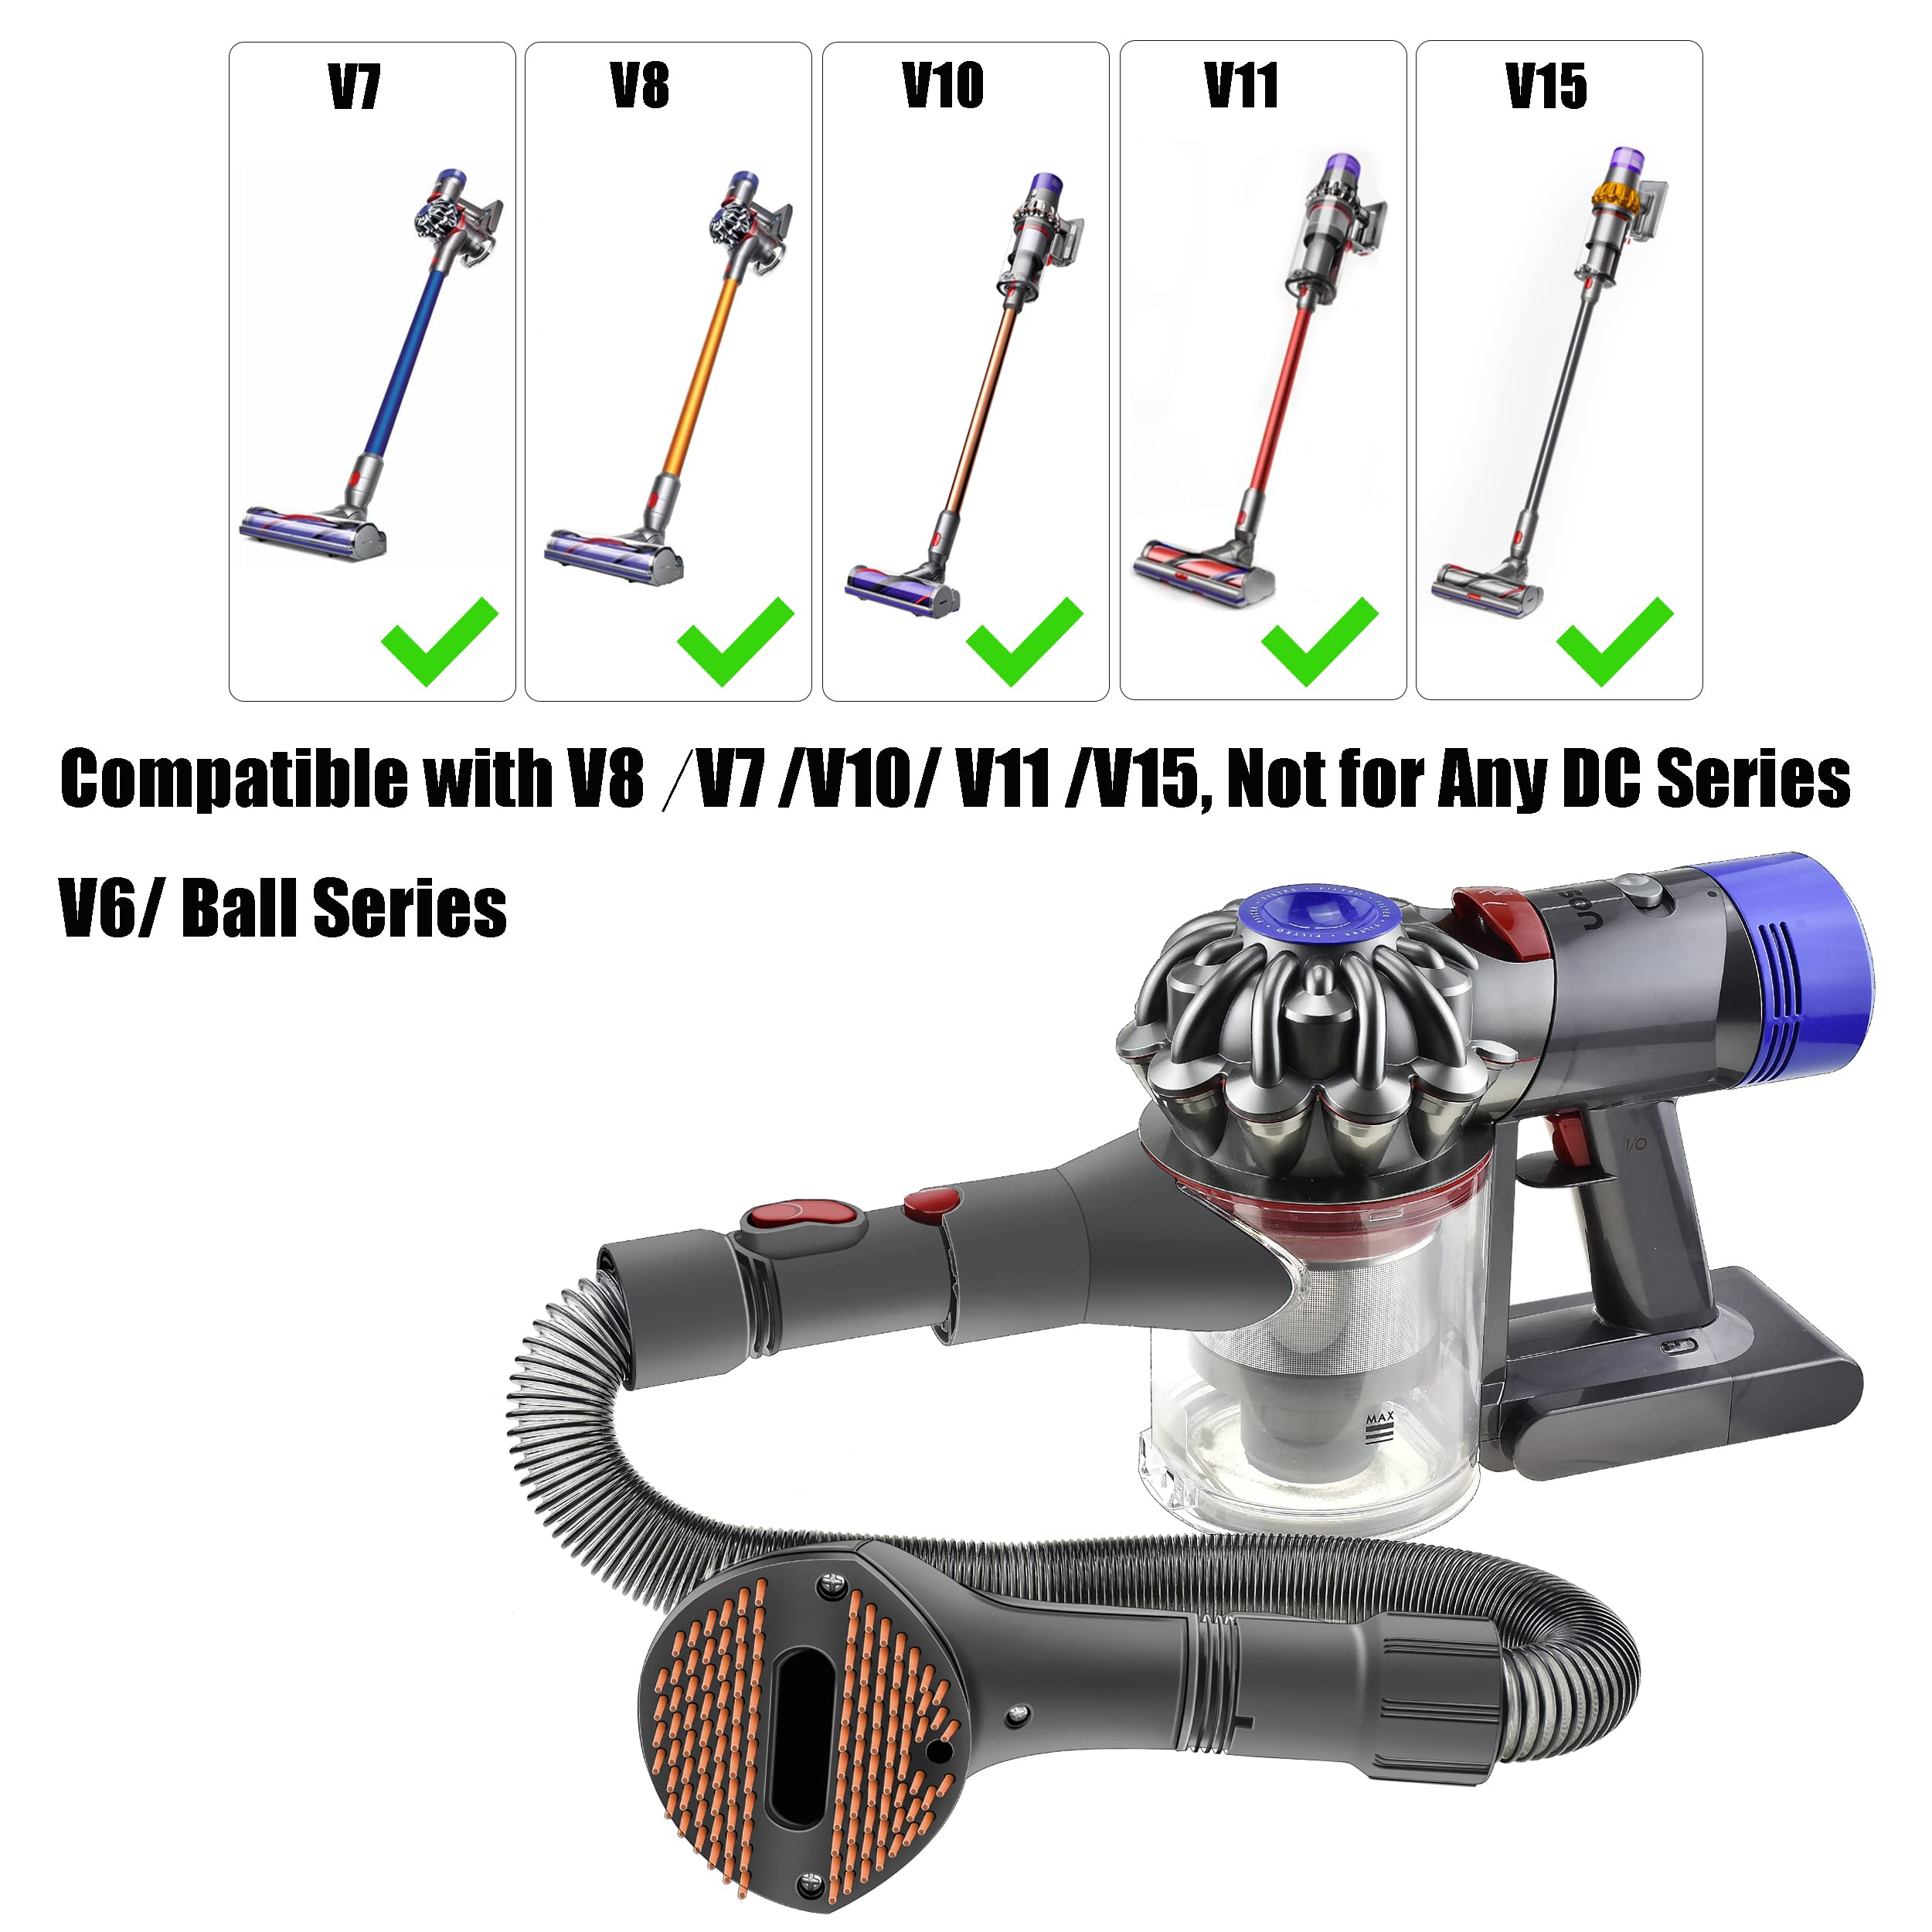 V7
V8
V10
V11
V15
Compatible with V8 /V7 /V10/ V11 /V15, Not for Any DC Series
V6/ Ball Series
I/O
MAX